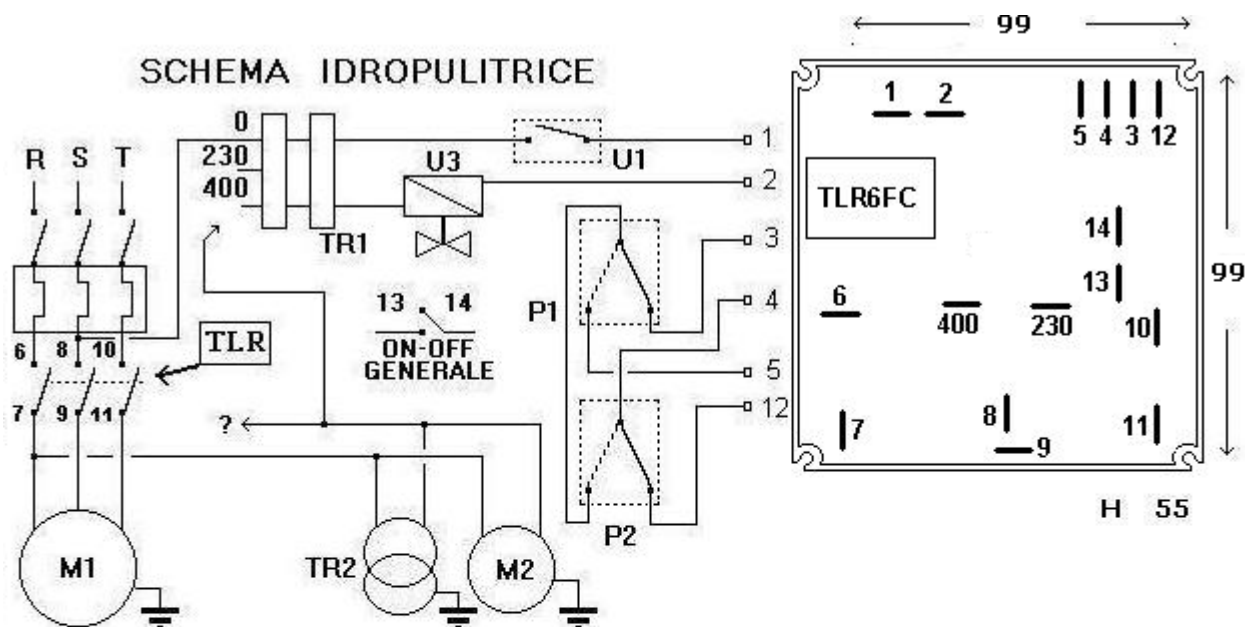 SCHEMA IDROPULITRICE
99
1 2
5 4 3 12
TLR6FC
14
13
99
6
400
230
10
7
8
9
11
H 55
R S T
0
230
400
TR1
U3
U1
1
2
3
4
5
12
P1
P2
13 14
ON-OFF
GENERALE
TLR
6 8 10
7 9 11
?
M1
TR2
M2